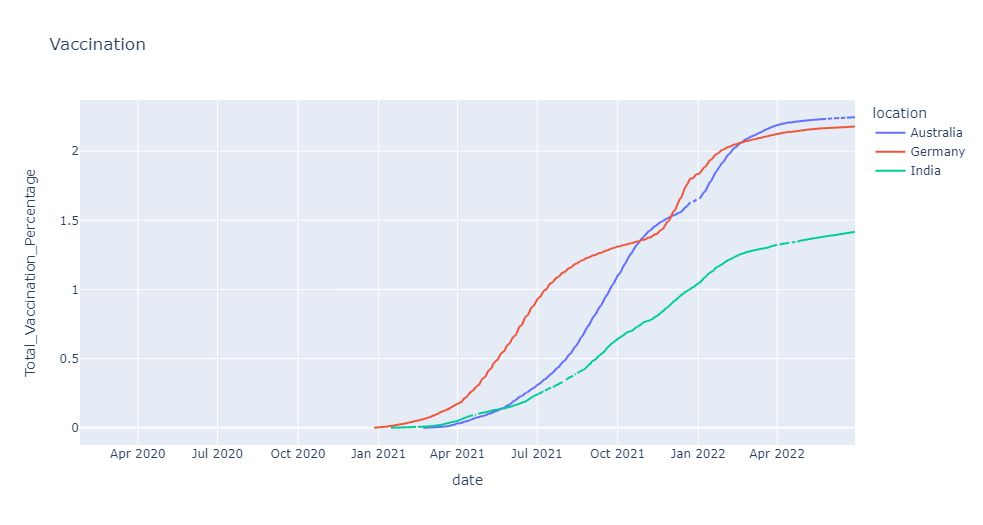 Vaccination
location
Australia
Germany
India
Total_Vaccination_Percentage
2
1.5
1
0.5
0
Apr 2020 Jul 2020 Oct 2020 Jan 2021 Apr 2021 Jul 2021 Oct 2021 Jan 2022 Apr 2022
date